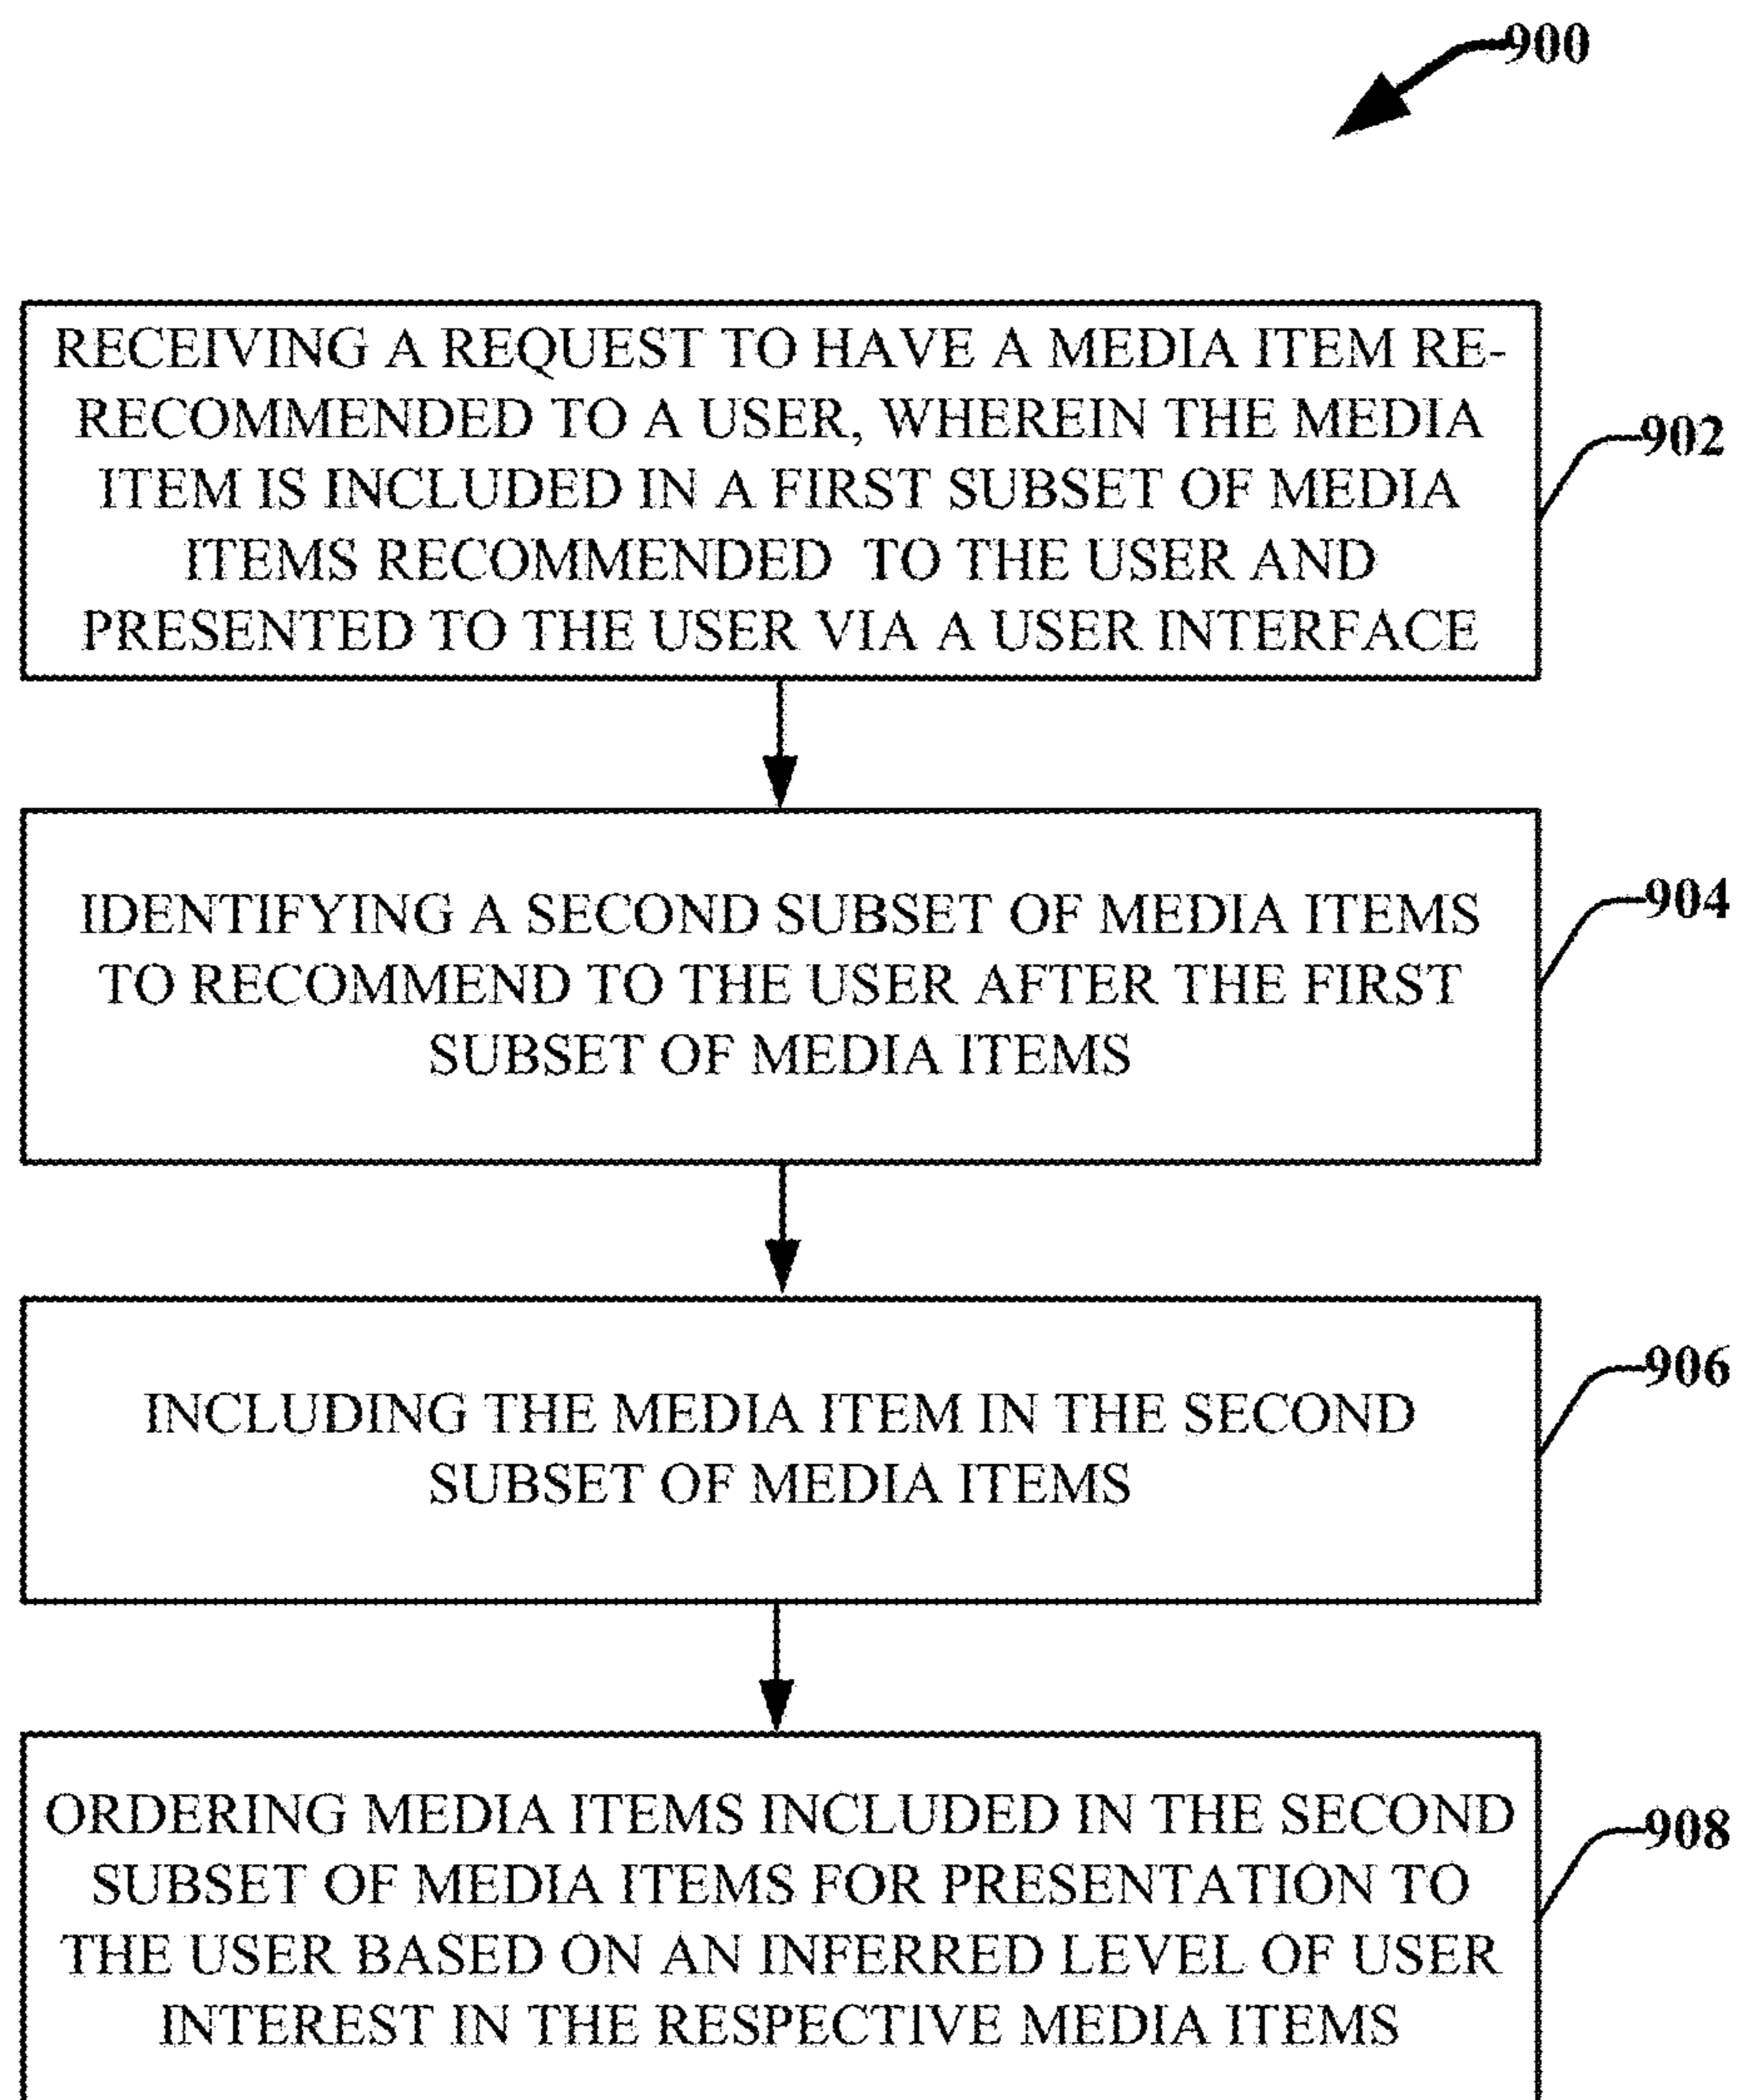 900
RECEIVING A REQUEST TO HAVE A MEDIA ITEM RE-
RECOMMENDED TO A USER, WHEREIN THE MEDIA
ITEM IS INCLUDED IN A FIRST SUBSET OF MEDIA
ITEMS RECOMMENDED TO THE USER AND
PRESENTED TO THE USER VIA A USER INTERFACE
902
IDENTIFYING A SECOND SUBSET OF MEDIA ITEMS
TO RECOMMEND TO THE USER AFTER THE FIRST
SUBSET OF MEDIA ITEMS
904
INCLUDING THE MEDIA ITEM IN THE SECOND
SUBSET OF MEDIA ITEMS
906
ORDERING MEDIA ITEMS INCLUDED IN THE SECOND
SUBSET OF MEDIA ITEMS FOR PRESENTATION TO
THE USER BASED ON AN INFERRED LEVEL OF USER
INTEREST IN THE RESPECTIVE MEDIA ITEMS
908